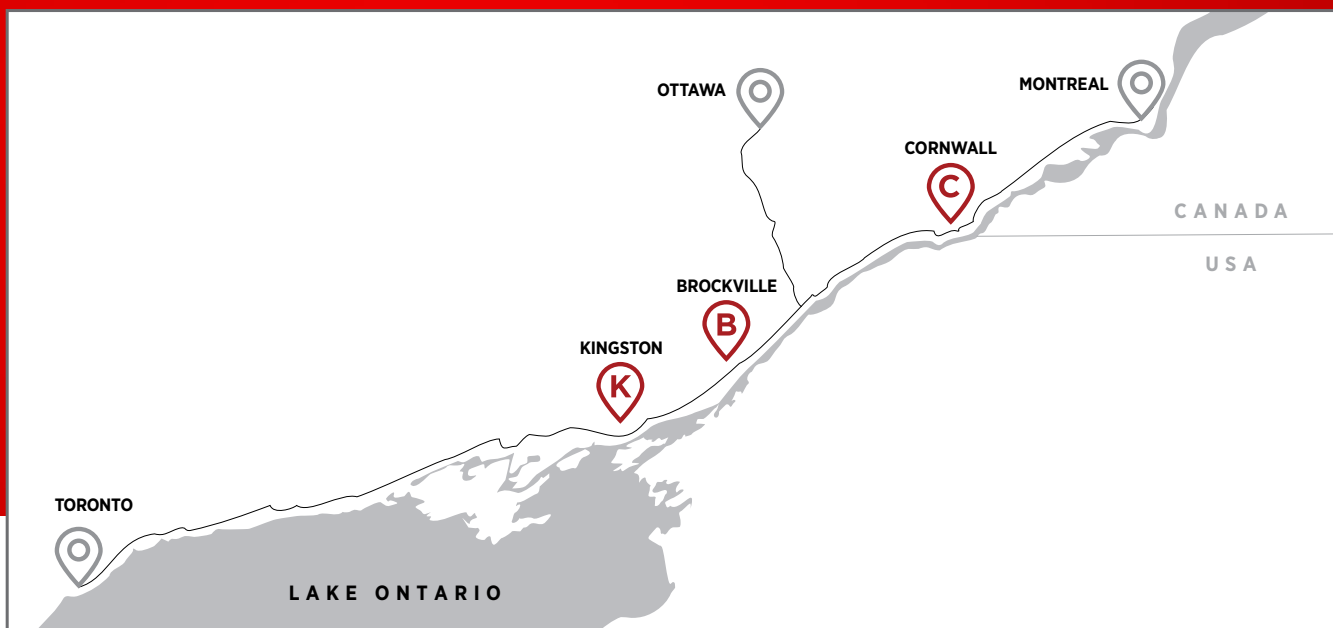 OTTAWA
MONTREAL
CORNWALL
C
CANADA
USA
BROCKVILLE
B
KINGSTON
K
TORONTO
LAKE ONTARIO